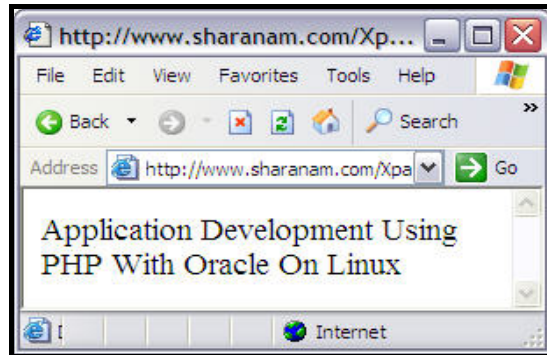 http://www.sharanam.com/Xp...
File Edit View Favorites Tools Help
Back Search »
Address http://www.sharanam.com/Xpa Go
Application Development Using
PHP With Oracle On Linux
Internet